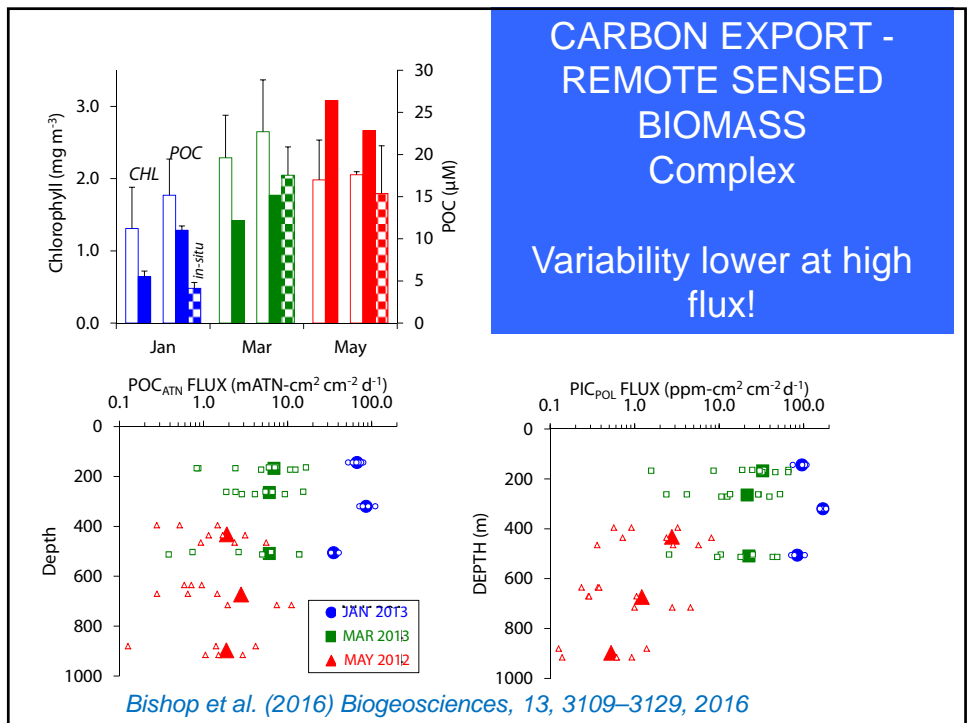 CARBON EXPORT -
REMOTE SENSED
BIOMASS
Complex
Variability lower at high
flux!
Chlorophyll (mg m⁻³)
3.0
2.0
1.0
0.0
CHL
POC
in-situ
30
25
20
15
10
5
0
POC (µM)
Jan Mar May
POC_ATN FLUX (mATN-cm² cm⁻² d⁻¹)
0.1 1.0 10.0 100.0
Depth
0
200
400
600
800
1000
JAN 2013
MAR 2013
MAY 2012
PIC_POL FLUX (ppm-cm² cm⁻² d⁻¹)
0.1 1.0 10.0 100.0
DEPTH (m)
0
200
400
600
800
1000
Bishop et al. (2016) Biogeosciences, 13, 3109–3129, 2016